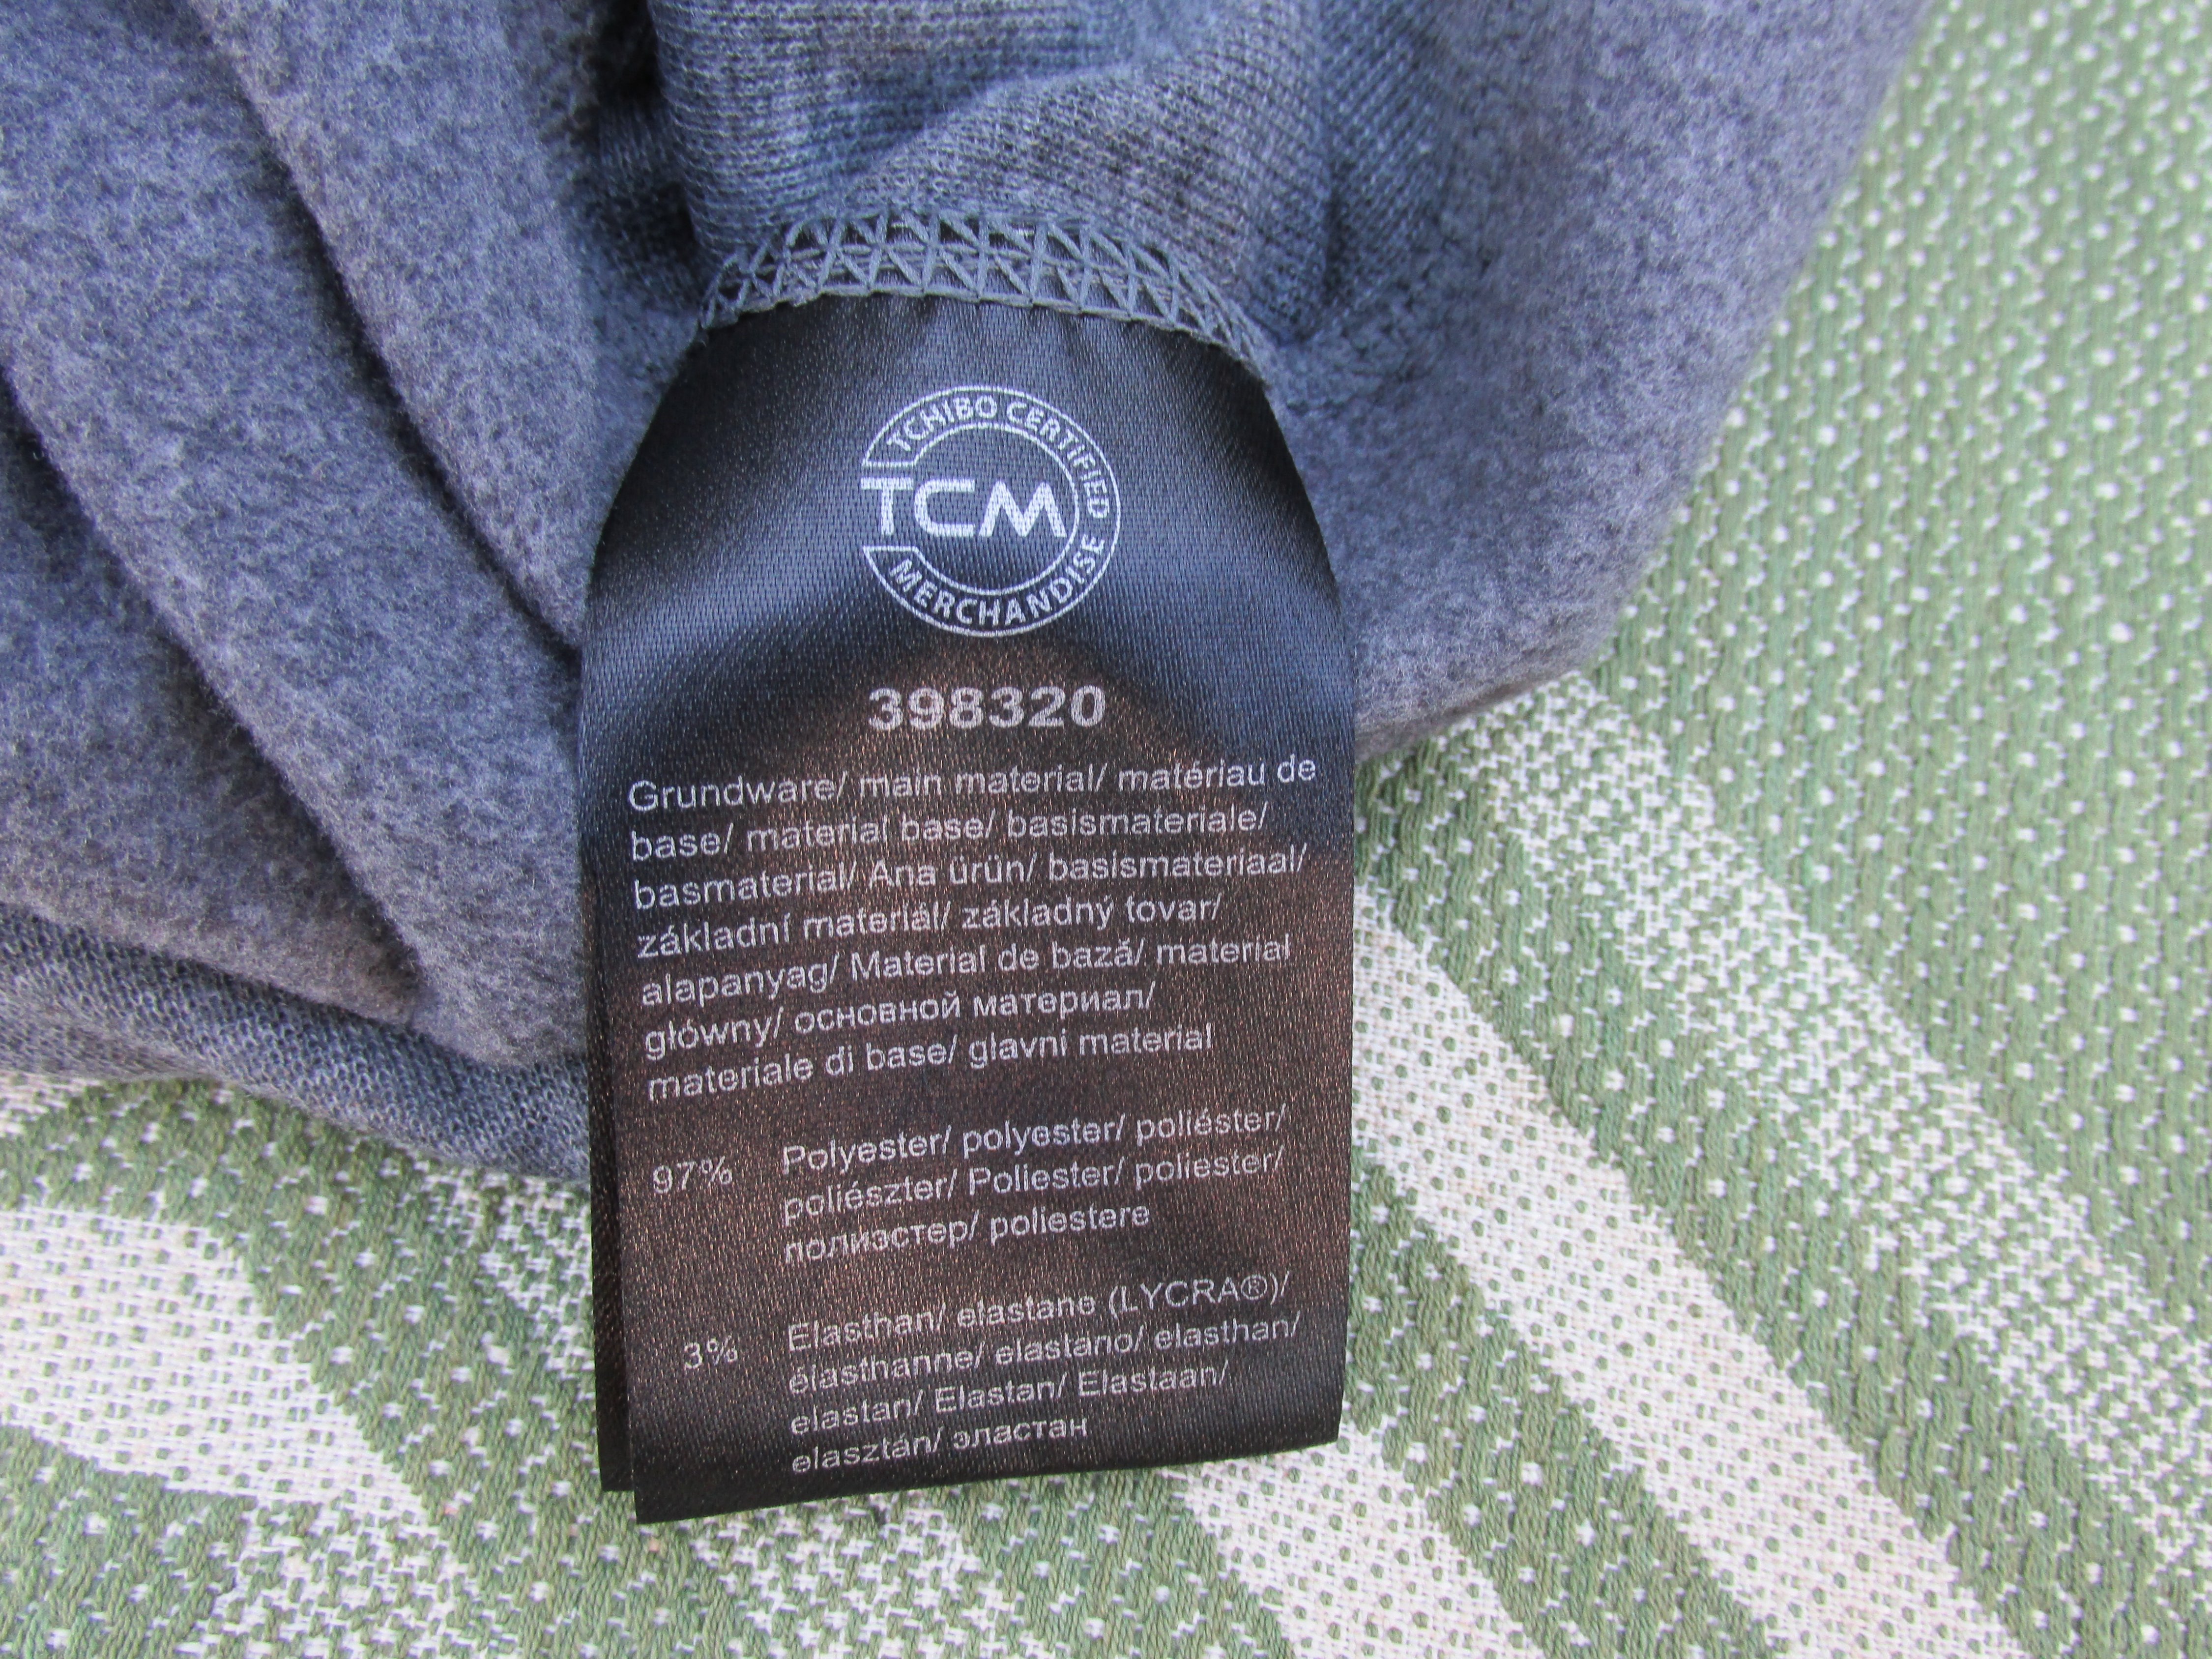 TCHIBO CERTIFIED
TCM
MERCHANDISE
398320
Grundware/ main material/ matériau de
base/ material base/ basismateriale/
basmaterial/ Ana ürün/ basismateriaal/
základní materiál/ základný tovar/
alapanyag/ Material de bază/ materiał
główny/ основной материал/
materiale di base/ glavni material
97% Polyester/ polyester/ poliéster/
poliészter/ Poliester/ poliester/
полиэстер/ poliestere
3% Elasthan/ elastane (LYCRA®)/
élasthanne/ elastano/ elasthan/
elastan/ Elastan/ Elastaan/
elasztán/ эластан